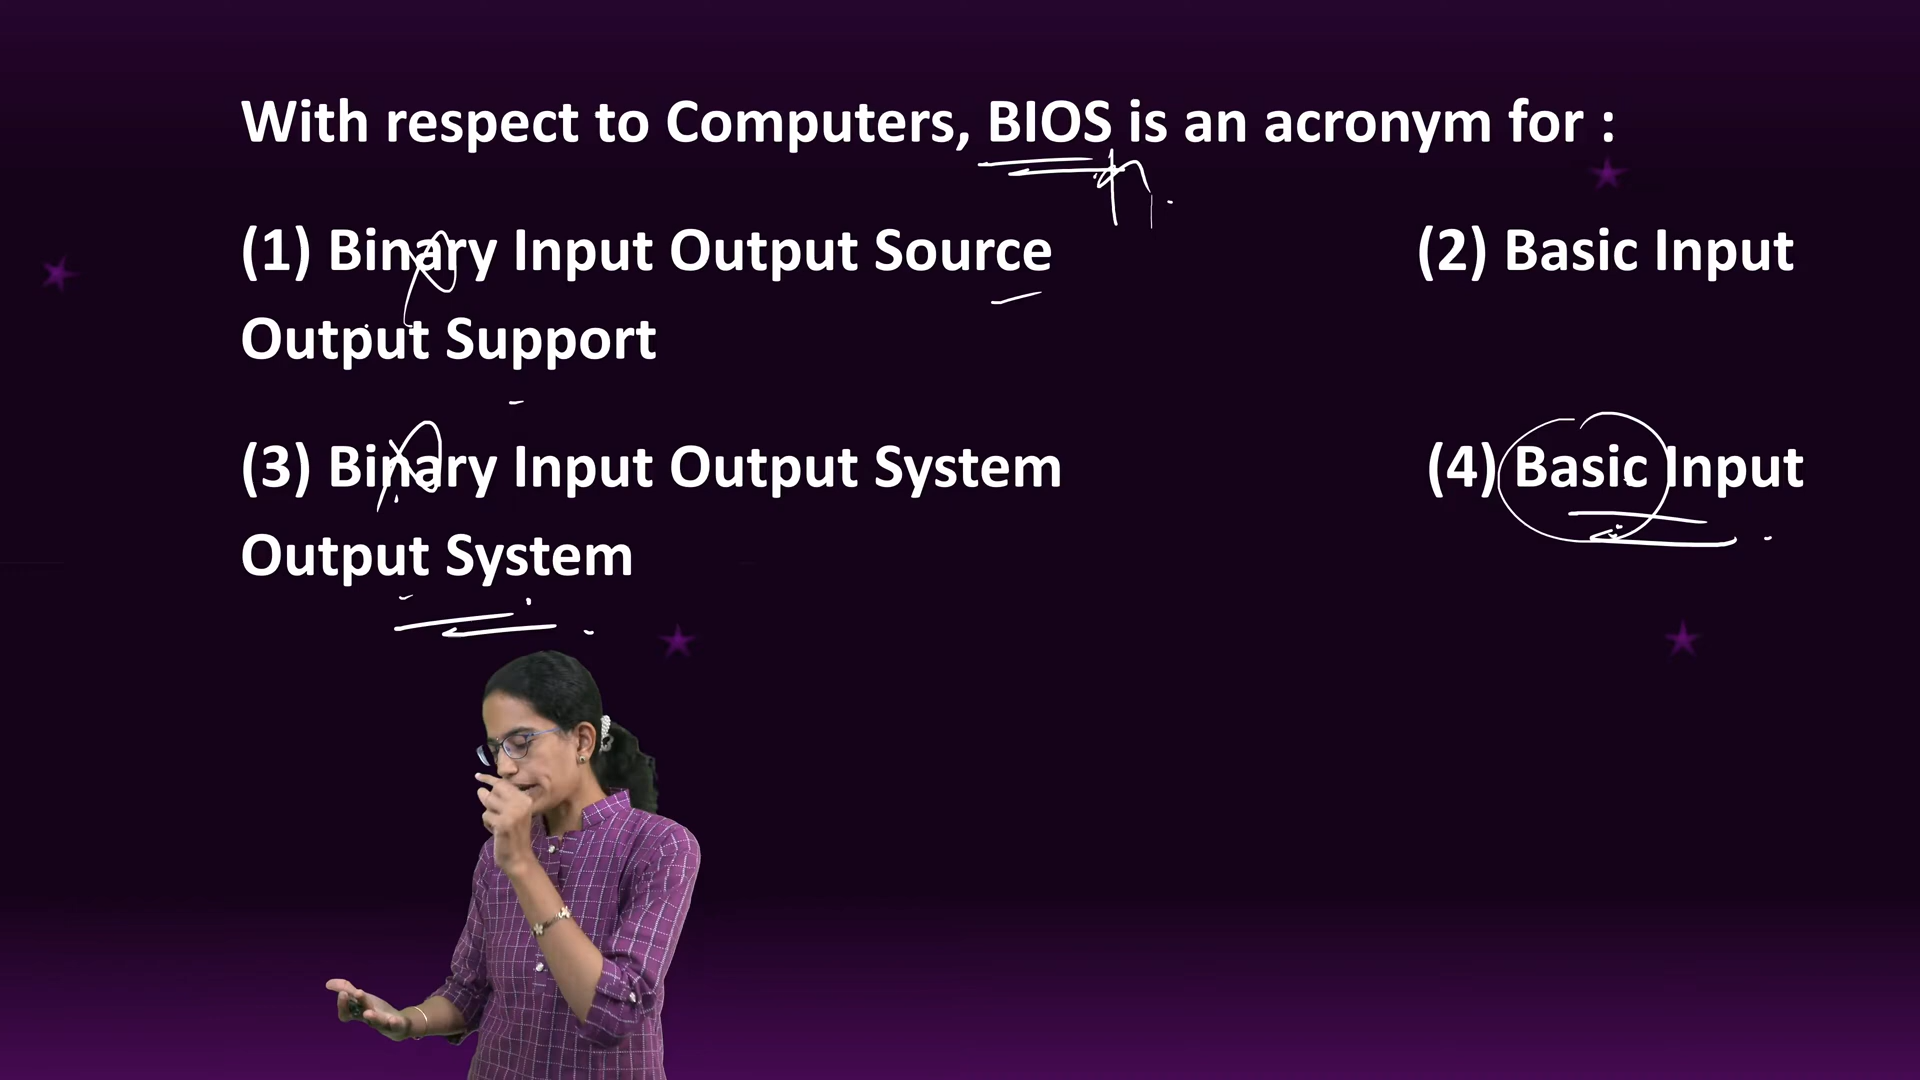 With respect to Computers, BIOS is an acronym for :
(1) Binary Input Output Source (2) Basic Input
Output Support
(3) Binary Input Output System (4) Basic Input
Output System